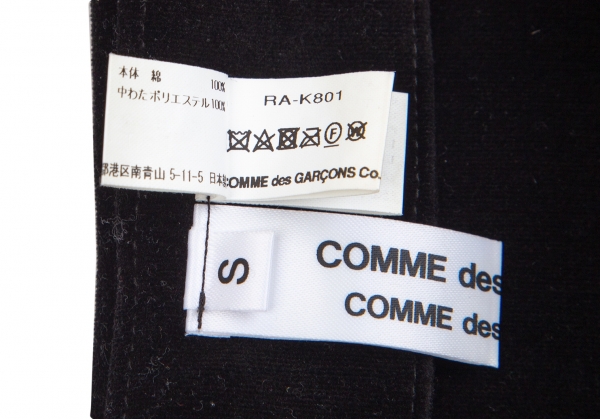 本体 綿 100%
中わたポリエステル100%
RA-K801
F
W
港区南青山 5-11-5 日本
COMME des GARÇONS Co.
S
COMME des
COMME des